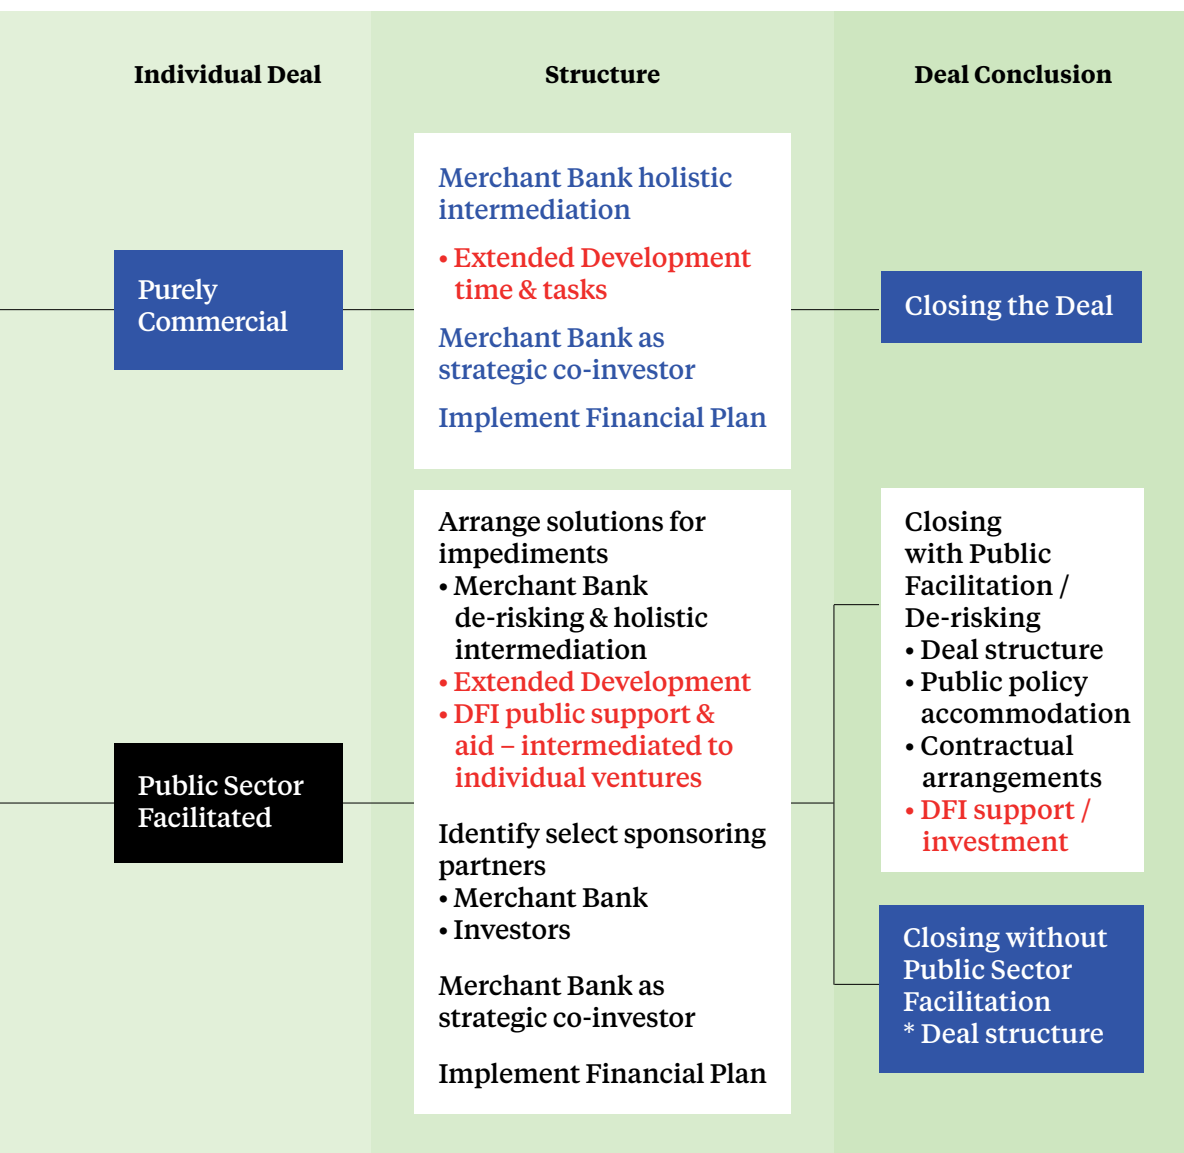 Individual Deal
Structure
Deal Conclusion
Purely
Commercial
Merchant Bank holistic
intermediation
• Extended Development
time & tasks
Merchant Bank as
strategic co-investor
Implement Financial Plan
Closing the Deal
Public Sector
Facilitated
Arrange solutions for
impediments
• Merchant Bank
de-risking & holistic
intermediation
• Extended Development
• DFI public support &
aid – intermediated to
individual ventures
Identify select sponsoring
partners
• Merchant Bank
• Investors
Merchant Bank as
strategic co-investor
Implement Financial Plan
Closing
with Public
Facilitation /
De-risking
• Deal structure
• Public policy
accommodation
• Contractual
arrangements
• DFI support /
investment
Closing without
Public Sector
Facilitation
* Deal structure